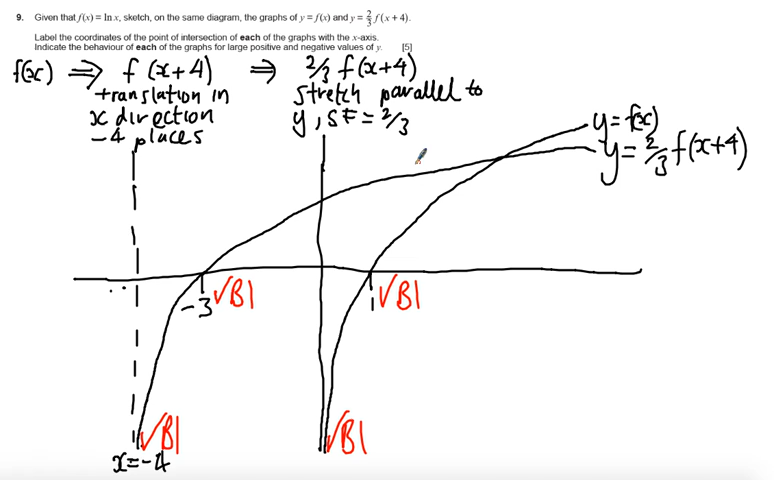 9. Given that f(x) = ln x, sketch, on the same diagram, the graphs of y = f(x) and y = 2/3 f(x + 4).
Label the coordinates of the point of intersection of each of the graphs with the x-axis.
Indicate the behaviour of each of the graphs for large positive and negative values of y. [5]
f(x) ⇒ f(x+4) ⇒ 2/3 f(x+4)
translation in
x direction
-4 places
stretch parallel to
y, SF = 2/3
y = f(x)
y = 2/3 f(x+4)
-3 √B1
1 √B1
√B1
√B1
x=-4